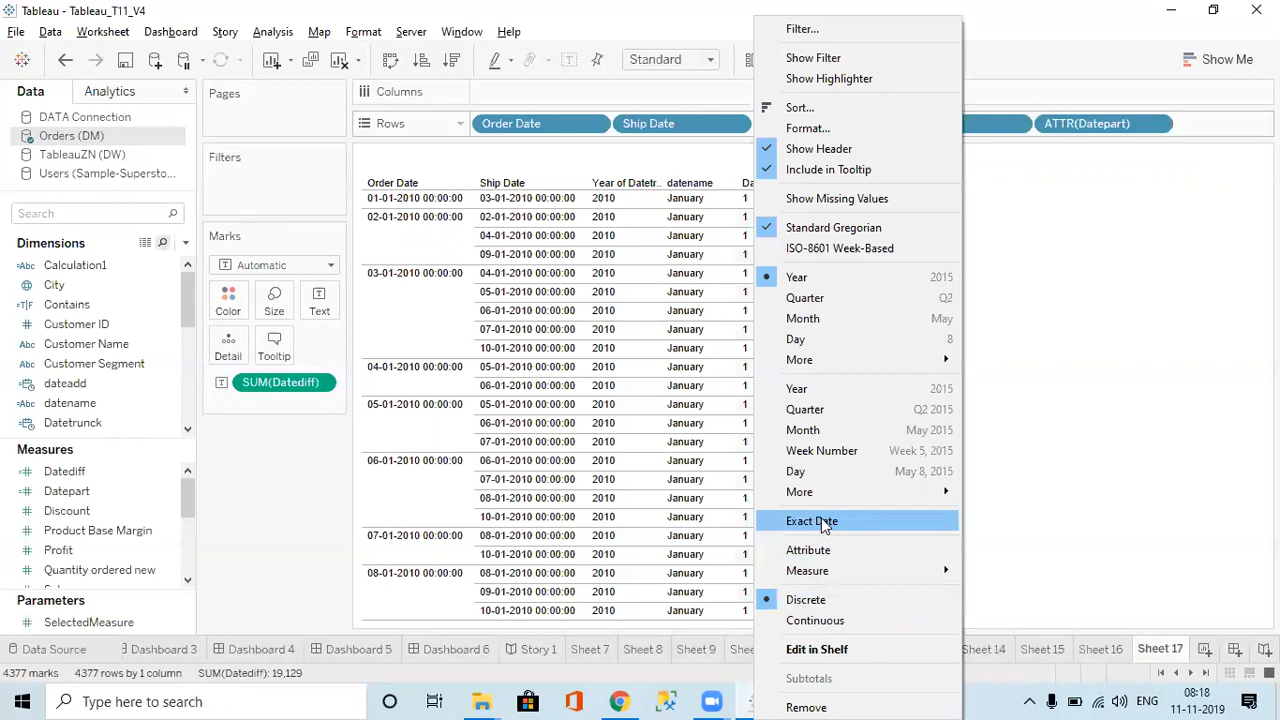 Tableau - Tableau_T11_V4
File Data Worksheet Dashboard Story Analysis Map Format Server Window Help
Standard
Show Me
Data Analytics
DATA Connection
Orders (DM)
TableauZN (DW)
Users (Sample-Supersto...
Search
Dimensions
Abc Calculation1
City
Contains
Customer ID
Abc Customer Name
Abc Customer Segment
dateadd
Abc datename
Datetrunck
Measures
Datediff
Datepart
Discount
Product Base Margin
Profit
Quantity ordered new
Parameters
SelectedMeasure
Pages
Filters
Marks
Automatic
Color Size Text
Detail Tooltip
SUM(Datediff)
Columns
Rows Order Date Ship Date ATTR(Datepart)
Order Date Ship Date Year of Datetr.. datename
01-01-2010 00:00:00 03-01-2010 00:00:00 2010 January 1
02-01-2010 00:00:00 02-01-2010 00:00:00 2010 January 1
04-01-2010 00:00:00 2010 January 1
09-01-2010 00:00:00 2010 January 1
03-01-2010 00:00:00 04-01-2010 00:00:00 2010 January 1
05-01-2010 00:00:00 2010 January 1
06-01-2010 00:00:00 2010 January 1
07-01-2010 00:00:00 2010 January 1
10-01-2010 00:00:00 2010 January 1
04-01-2010 00:00:00 05-01-2010 00:00:00 2010 January 1
06-01-2010 00:00:00 2010 January 1
05-01-2010 00:00:00 05-01-2010 00:00:00 2010 January 1
06-01-2010 00:00:00 2010 January 1
07-01-2010 00:00:00 2010 January 1
06-01-2010 00:00:00 06-01-2010 00:00:00 2010 January 1
07-01-2010 00:00:00 2010 January 1
08-01-2010 00:00:00 2010 January 1
10-01-2010 00:00:00 2010 January 1
07-01-2010 00:00:00 08-01-2010 00:00:00 2010 January 1
10-01-2010 00:00:00 2010 January 1
08-01-2010 00:00:00 08-01-2010 00:00:00 2010 January 1
09-01-2010 00:00:00 2010 January 1
10-01-2010 00:00:00 2010 January 1
Filter...
Show Filter
Show Highlighter
Sort...
Format...
Show Header
Include in Tooltip
Show Missing Values
Standard Gregorian
ISO-8601 Week-Based
Year 2015
Quarter Q2
Month May
Day 8
More
Year 2015
Quarter Q2 2015
Month May 2015
Week Number Week 5, 2015
Day May 8, 2015
More
Exact Date
Attribute
Measure
Discrete
Continuous
Edit in Shelf
Subtotals
Remove
Data Source Dashboard 3 Dashboard 4 Dashboard 5 Story 1 Sheet 7 Sheet 8 Sheet 9 Sheet 15 Sheet 16 Sheet 17
4377 marks 4377 rows by 1 column SUM(Datediff): 19,129
Type here to search
ENG 08:18
11-11-2019